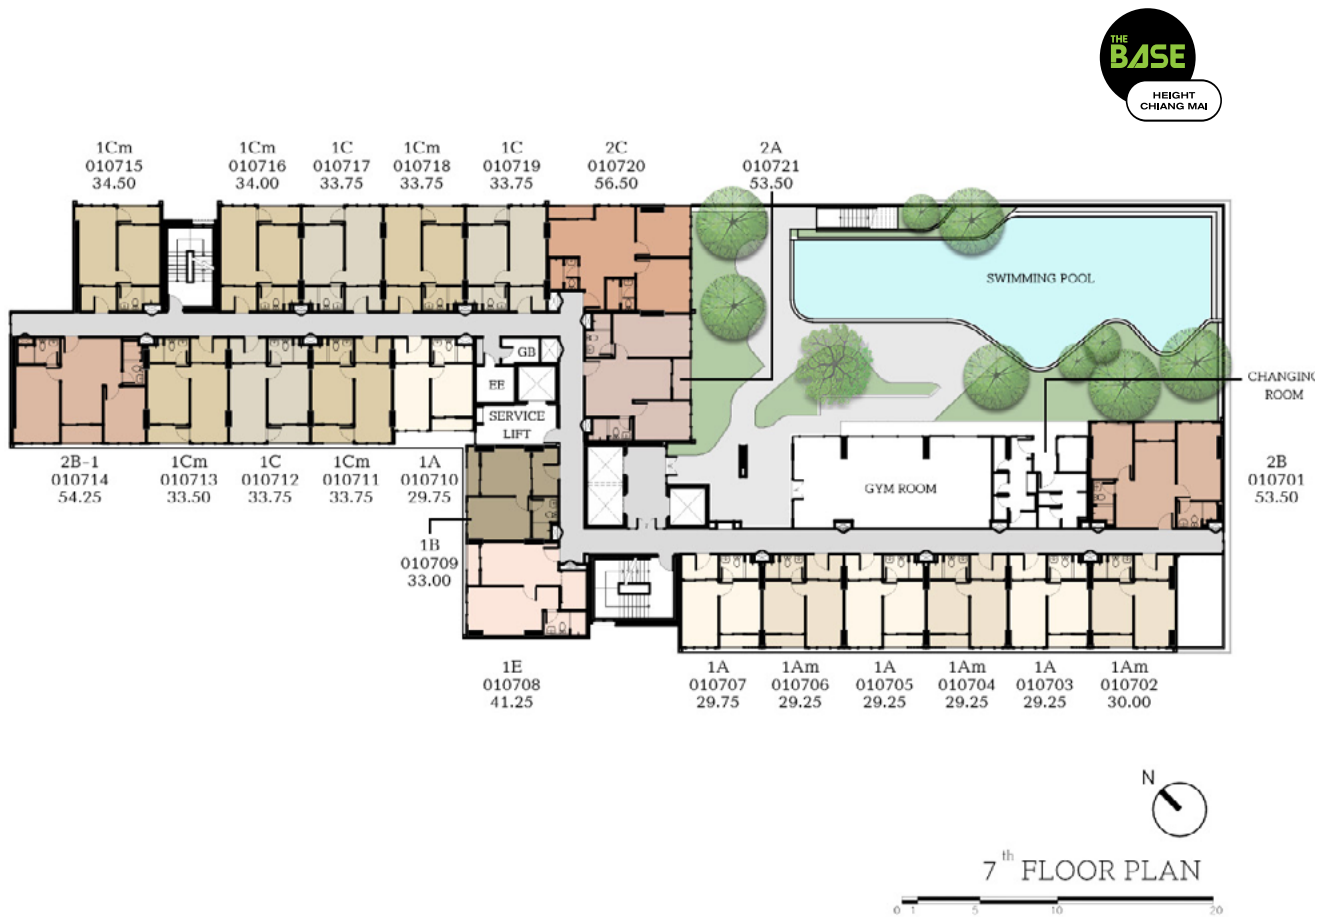 THE
BASE
HEIGHT
CHIANG MAI
1Cm
010715
34.50
1Cm
010716
34.00
1C
010717
33.75
1Cm
010718
33.75
1C
010719
33.75
2C
010720
56.50
2A
010721
53.50
SWIMMING POOL
GB
EE
SERVICE
LIFT
CHANGING
ROOM
GYM ROOM
2B-1
010714
54.25
1Cm
010713
33.50
1C
010712
33.75
1Cm
010711
33.75
1A
010710
29.75
2B
010701
53.50
1B
010709
33.00
1E
010708
41.25
1A
010707
29.75
1Am
010706
29.25
1A
010705
29.25
1Am
010704
29.25
1A
010703
29.25
1Am
010702
30.00
N
7th FLOOR PLAN
0 1 5 10 20